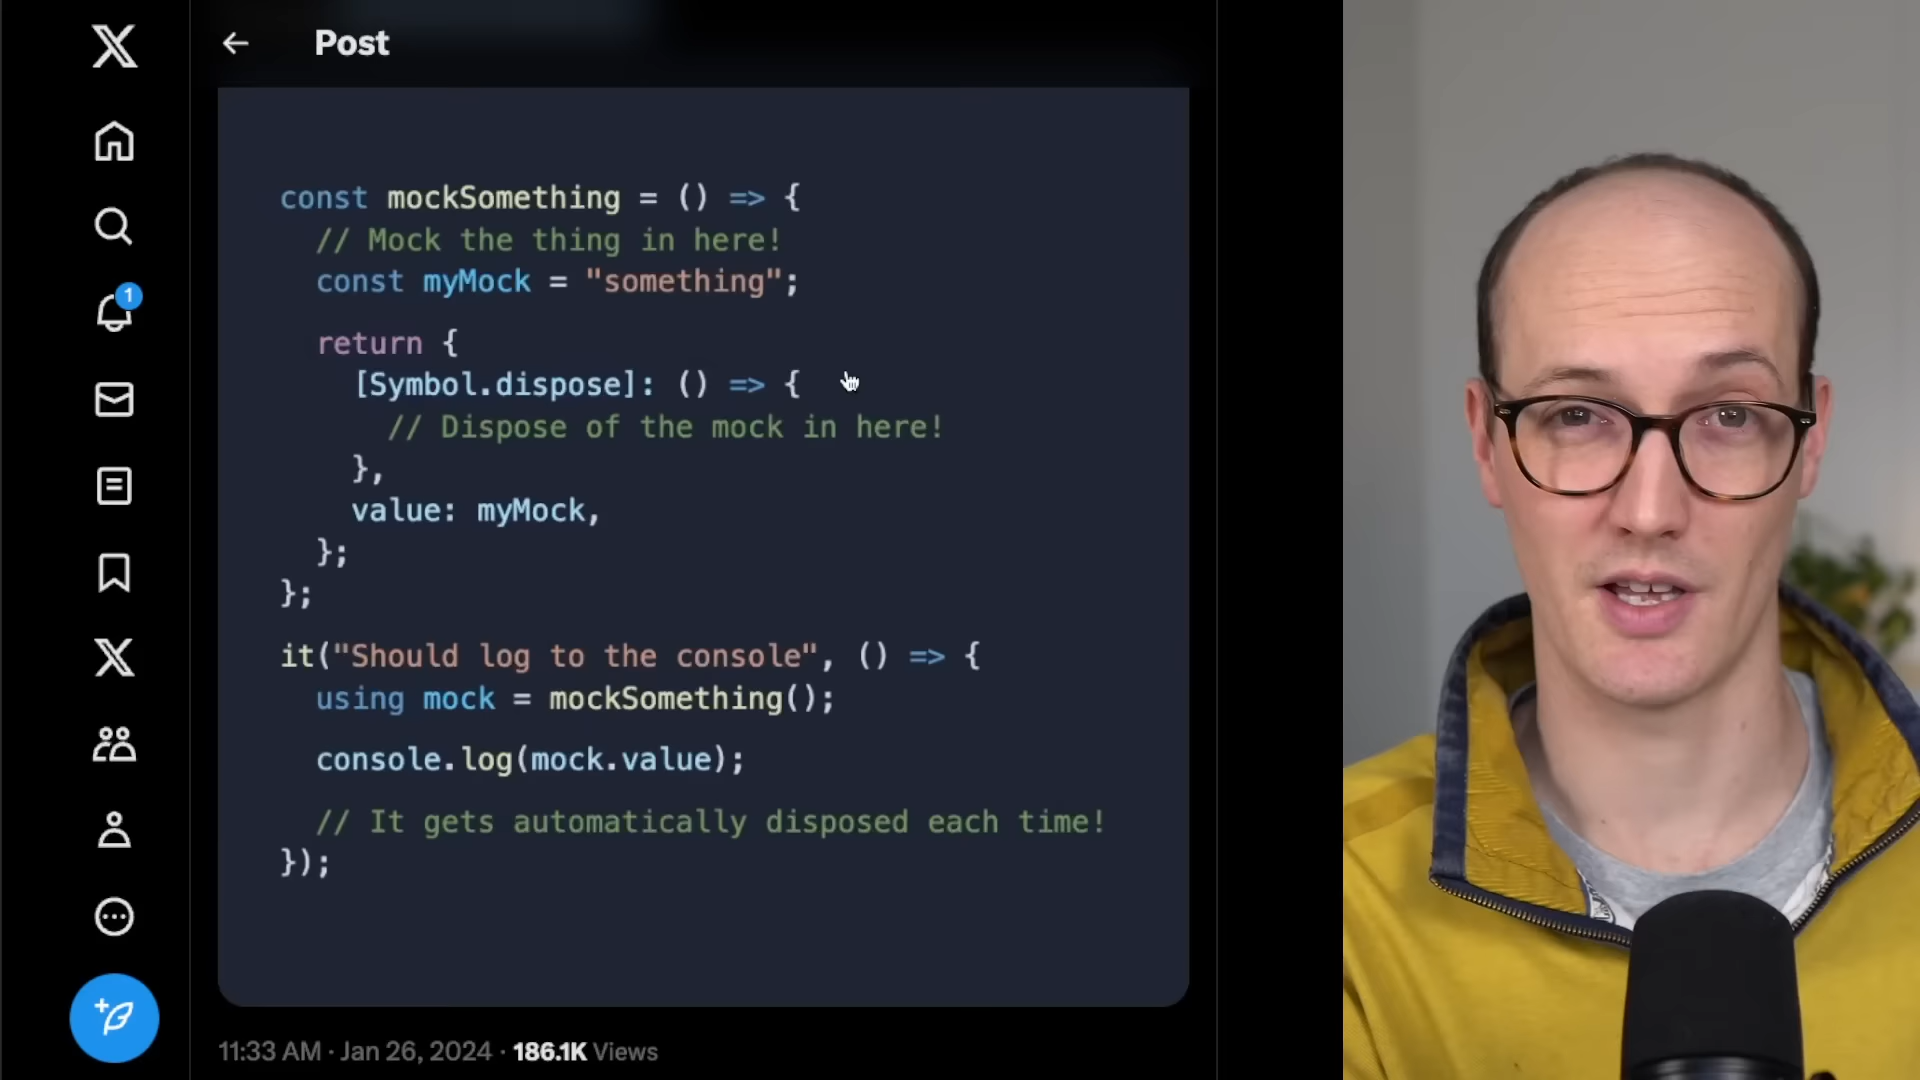 Post
const mockSomething = () => {
// Mock the thing in here!
const myMock = "something";
return {
[Symbol.dispose]: () => {
// Dispose of the mock in here!
},
value: myMock,
};
};
it("Should log to the console", () => {
using mock = mockSomething();
console.log(mock.value);
// It gets automatically disposed each time!
});
11:33 AM · Jan 26, 2024 · 186.1K Views
1